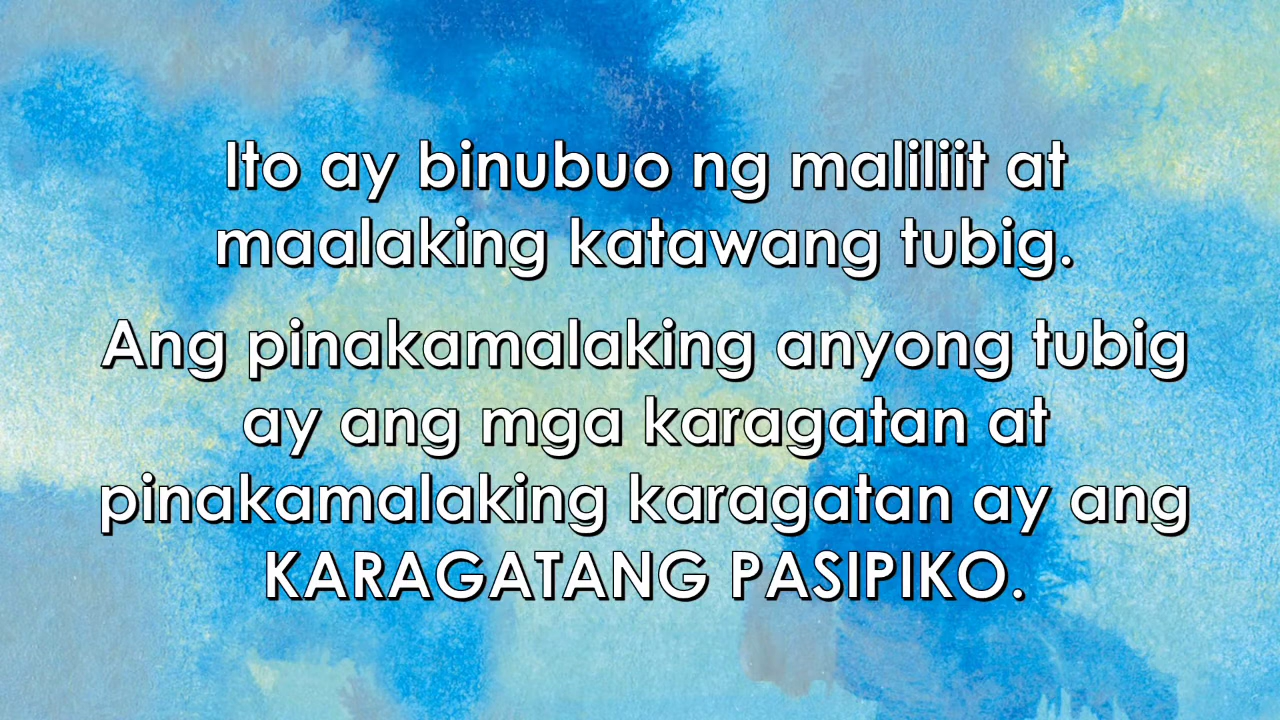 Ito ay binubuo ng maliliit at
maalaking katawang tubig.
Ang pinakamalaking anyong tubig
ay ang mga karagatan at
pinakamalaking karagatan ay ang
KARAGATANG PASIPIKO.